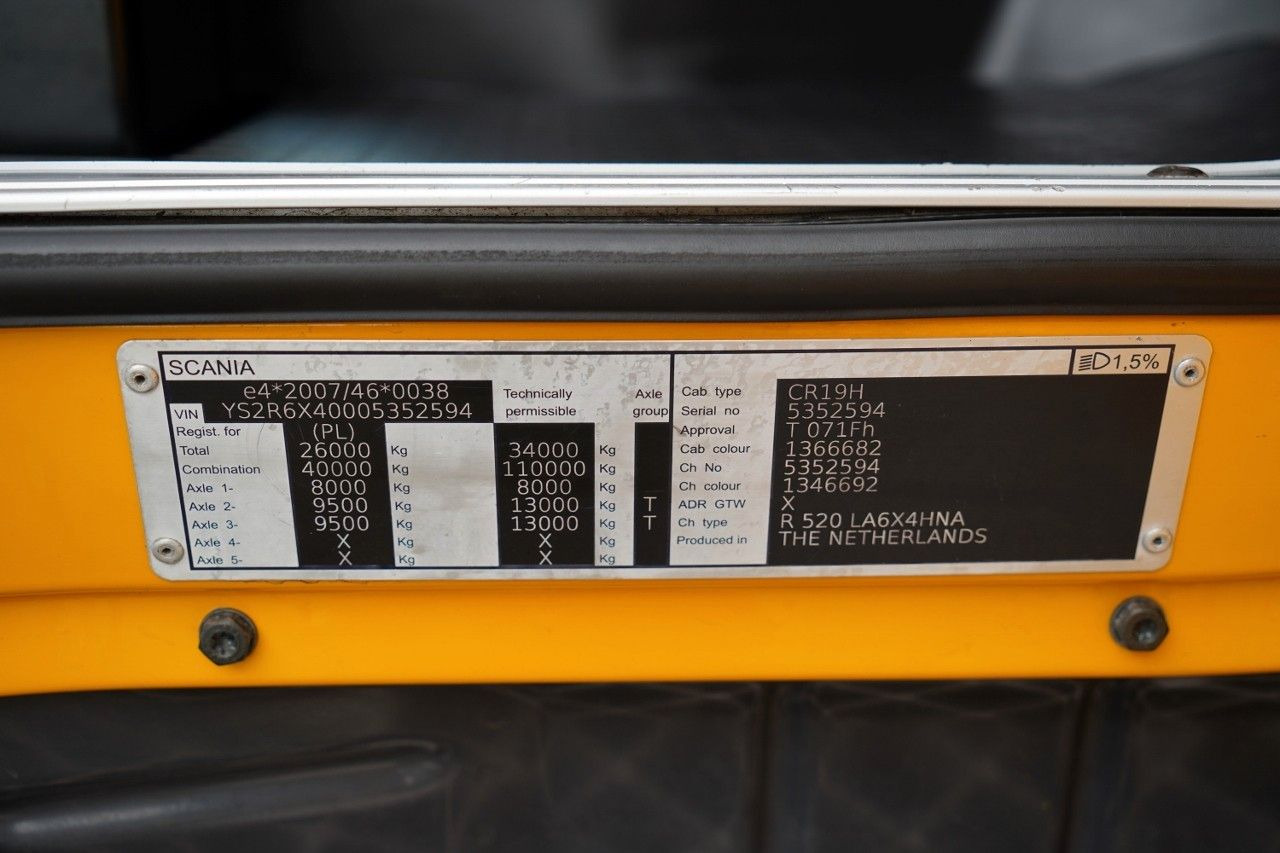 SCANIA
e4*2007/46*0038
VIN YS2R6X40005352594
Technically permissible
Axle group
Regist. for (PL)
Total 26000 Kg 34000 Kg
Combination 40000 Kg 110000 Kg
Axle 1- 8000 Kg 8000 Kg
Axle 2- 9500 Kg 13000 Kg T
Axle 3- 9500 Kg 13000 Kg T
Axle 4- X Kg X Kg
Axle 5- X Kg X Kg
1,5%
Cab type CR19H
Serial no 5352594
Approval T 071Fh
Cab colour 1366682
Ch No 5352594
Ch colour 1346692
ADR GTW X
Ch type R 520 LA6X4HNA
Produced in THE NETHERLANDS